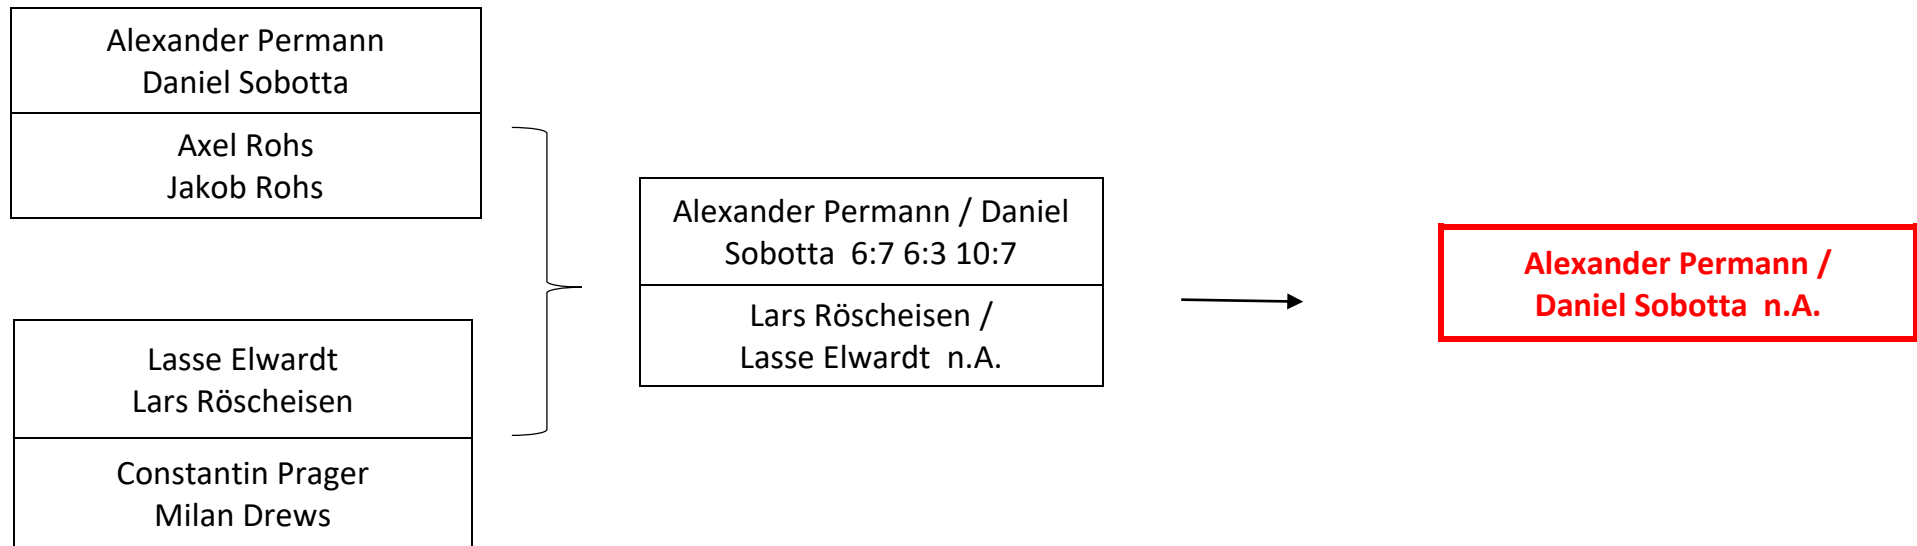 Alexander Permann
Daniel Sobotta
Axel Rohs
Jakob Rohs
Lasse Elwardt
Lars Röscheisen
Constantin Prager
Milan Drews
Alexander Permann / Daniel
Sobotta 6:7 6:3 10:7
Lars Röscheisen /
Lasse Elwardt n.A.
Alexander Permann /
Daniel Sobotta n.A.